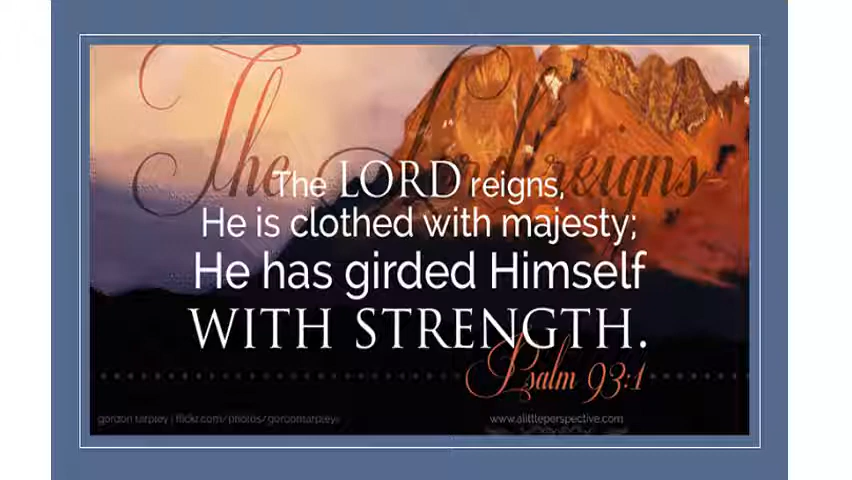 The Lord reigns
The LORD reigns,
He is clothed with majesty;
He has girded Himself
WITH STRENGTH.
Psalm 93:1
gordon tarpley | flickr.com/photos/gordontarpley
www.alittleperspective.com